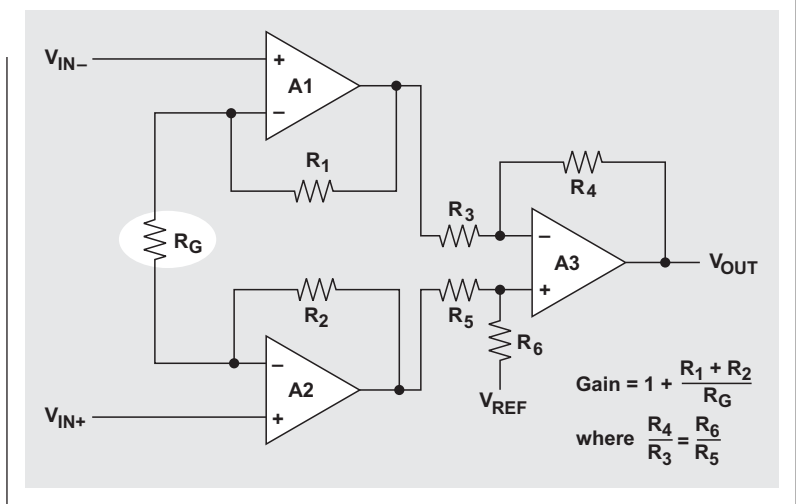 V_IN–
+
A1
–
R_1
R_3
R_4
R_G
–
A3
+
V_OUT
R_2
R_5
R_6
–
A2
+
V_REF
V_IN+
Gain = 1 + (R_1 + R_2)/R_G
where R_4/R_3 = R_6/R_5